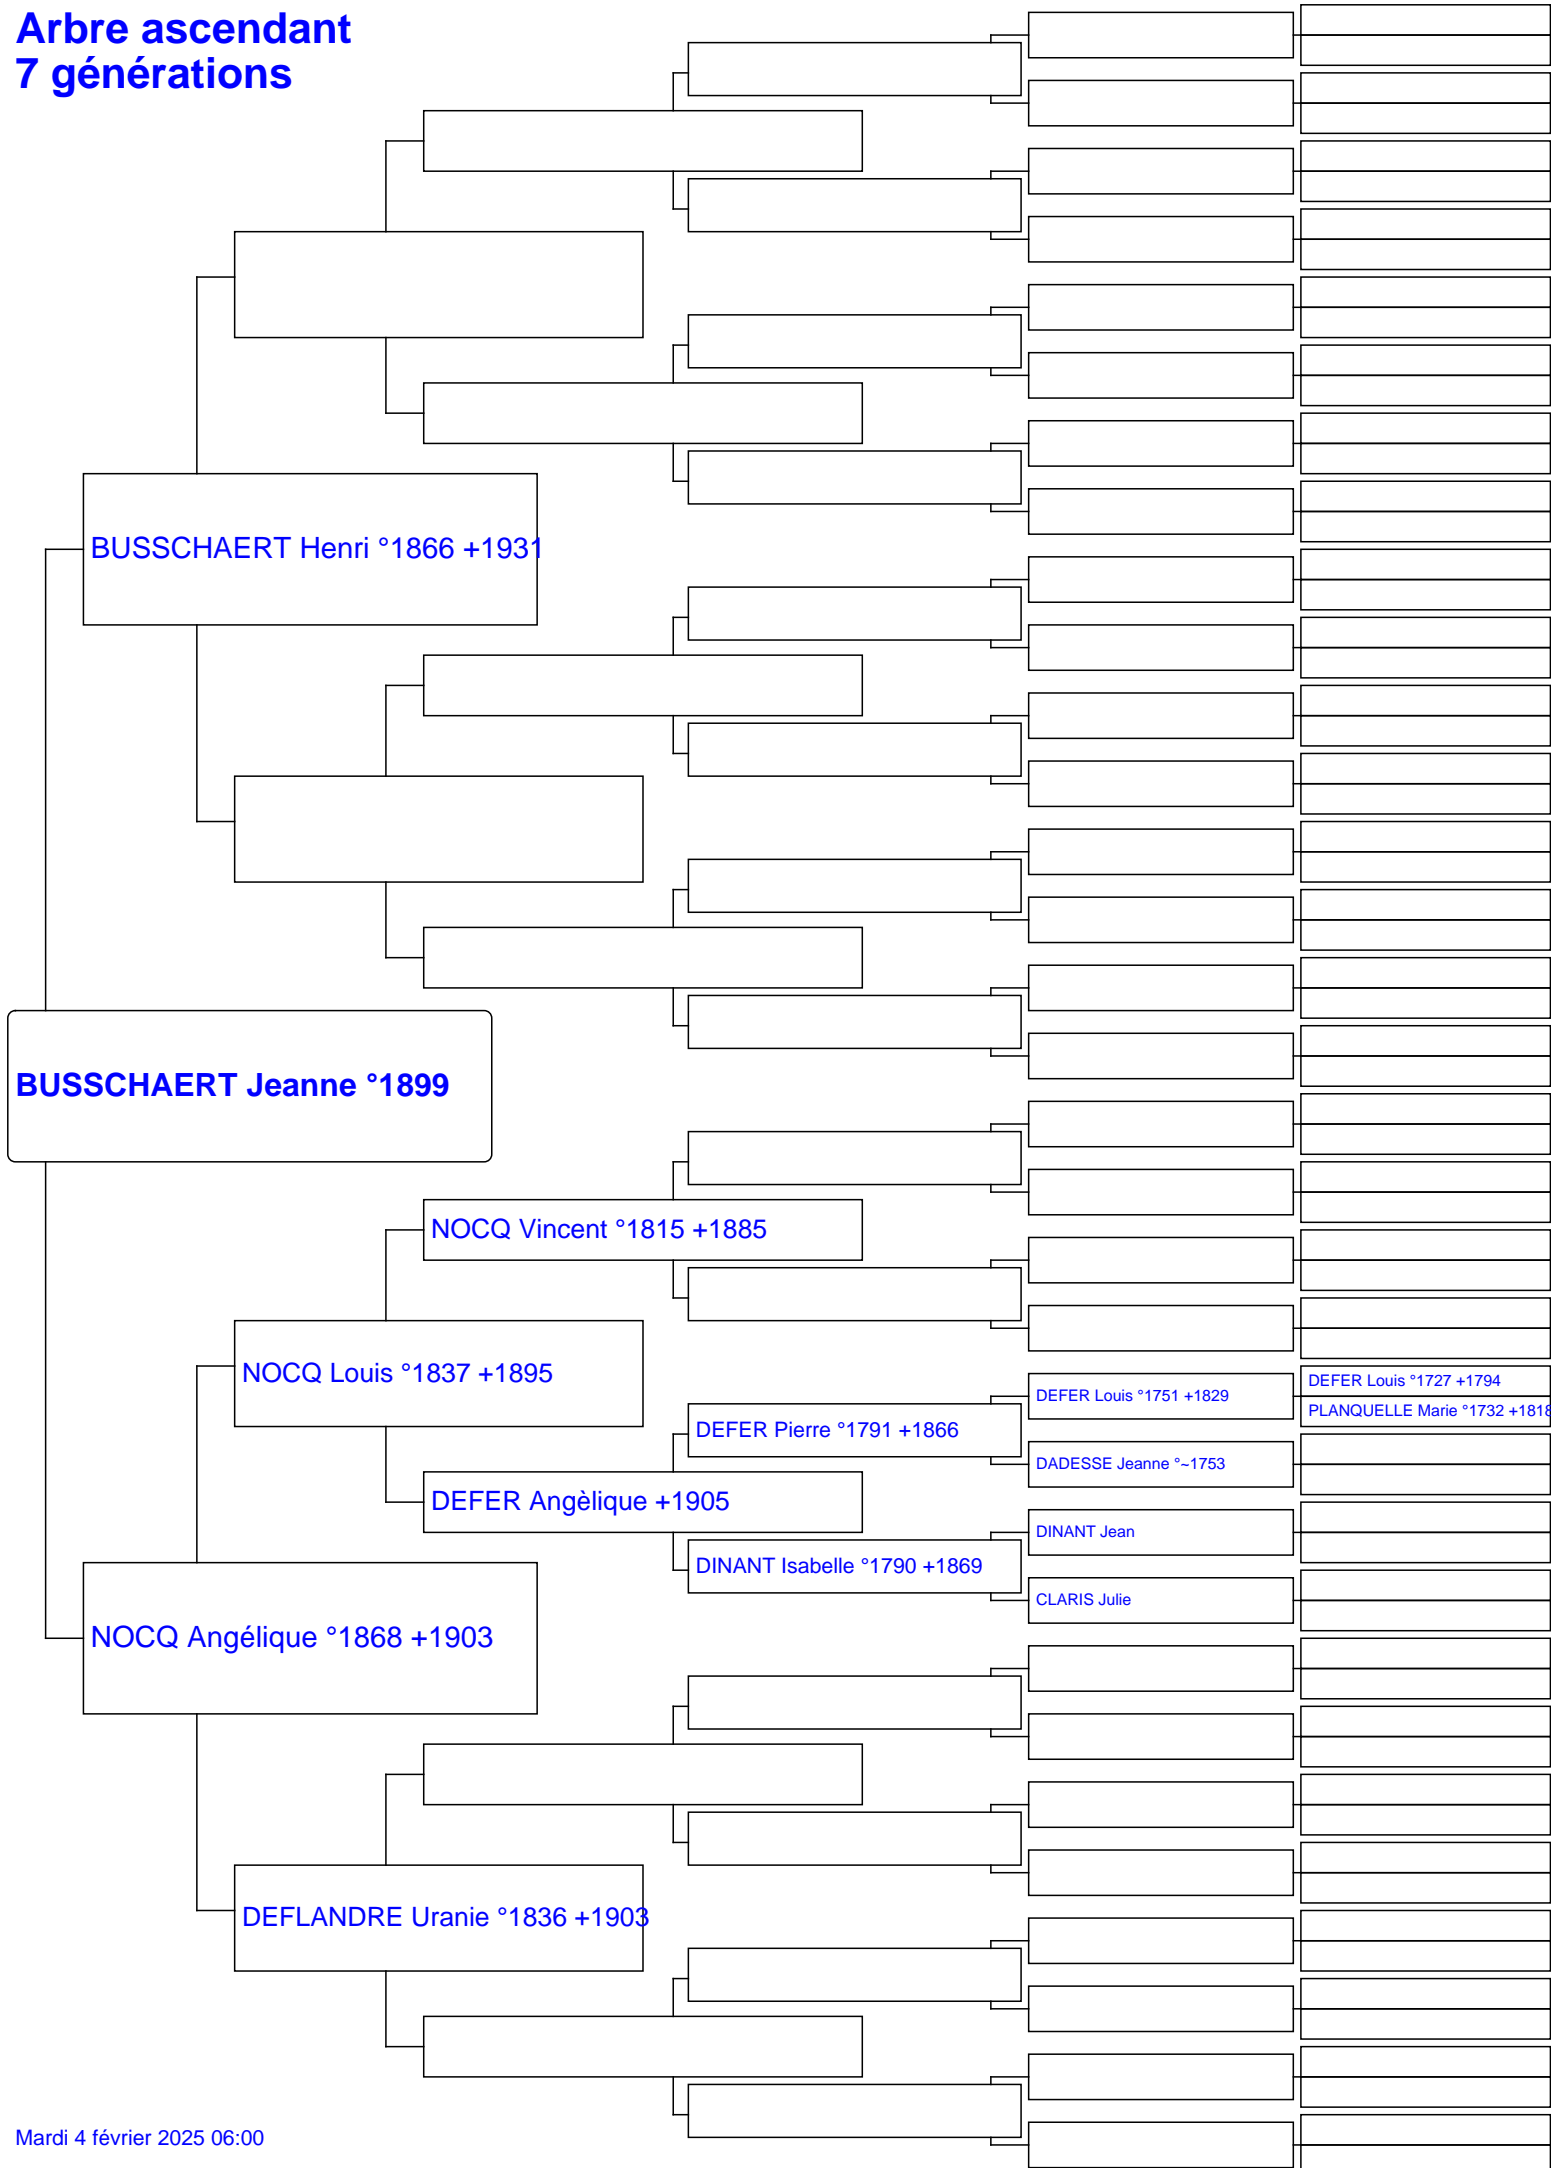 Arbre ascendant
7 générations
BUSSCHAERT Henri °1866 +1931
BUSSCHAERT Jeanne °1899
NOCQ Vincent °1815 +1885
NOCQ Louis °1837 +1895
DEFER Louis °1727 +1794
DEFER Louis °1751 +1829
PLANQUELLE Marie °1732 +1818
DEFER Pierre °1791 +1866
DADESSE Jeanne °~1753
DEFER Angèlique +1905
DINANT Jean
DINANT Isabelle °1790 +1869
CLARIS Julie
NOCQ Angélique °1868 +1903
DEFLANDRE Uranie °1836 +1903
Mardi 4 février 2025 06:00